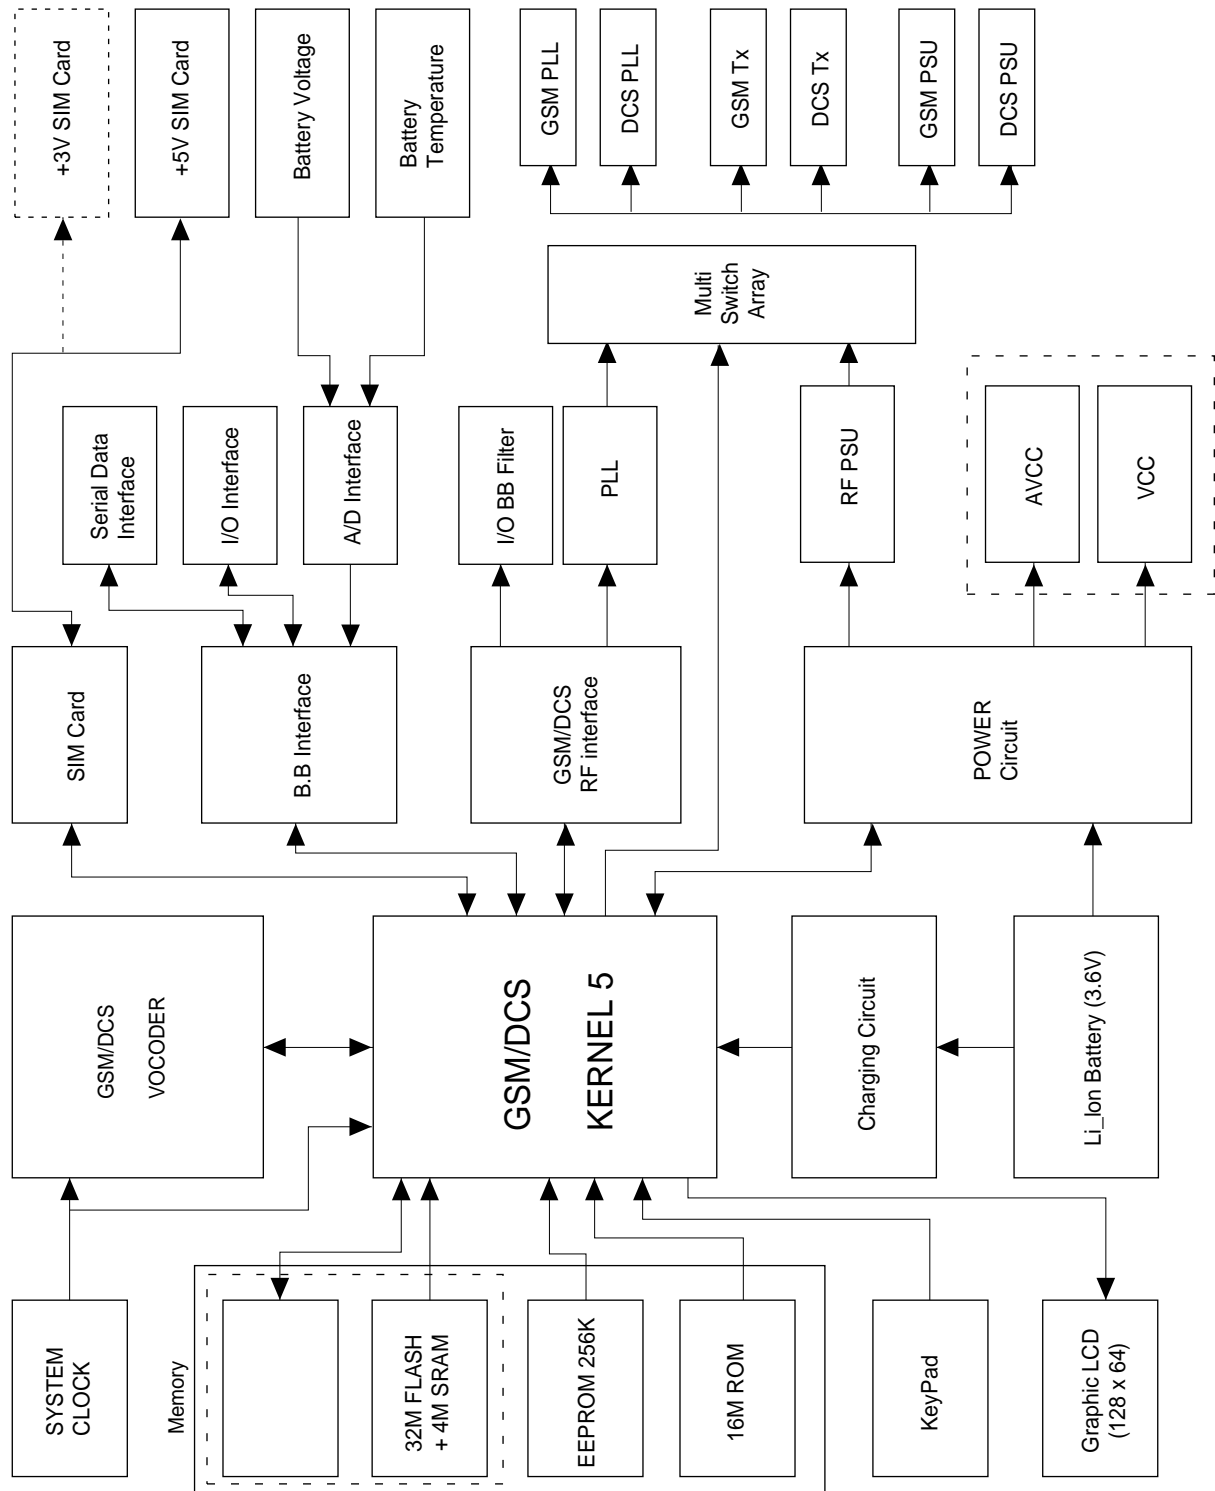 +3V SIM Card
+5V SIM Card
Battery Voltage
Battery
Temperature
GSM PLL
DCS PLL
GSM Tx
DCS Tx
GSM PSU
DCS PSU
Multi
Switch
Array
Serial Data
Interface
I/O Interface
A/D Interface
I/O BB Filter
PLL
RF PSU
AVCC
VCC
SIM Card
B.B Interface
GSM/DCS
RF interface
POWER
Circuit
GSM/DCS
VOCODER
GSM/DCS
KERNEL 5
Charging Circuit
Li_Ion Battery (3.6V)
SYSTEM
CLOCK
Memory
32M FLASH
+ 4M SRAM
EEPROM 256K
16M ROM
KeyPad
Graphic LCD
(128 x 64)